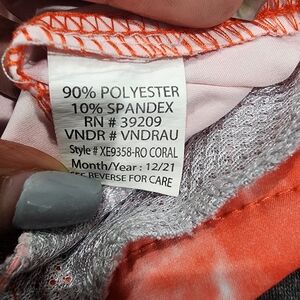 90% POLYESTER
10% SPANDEX
RN # 39209
VNDR # VNDRAU
Style # XE9358-RO CORAL
Month/Year : 12/21
SEE REVERSE FOR CARE